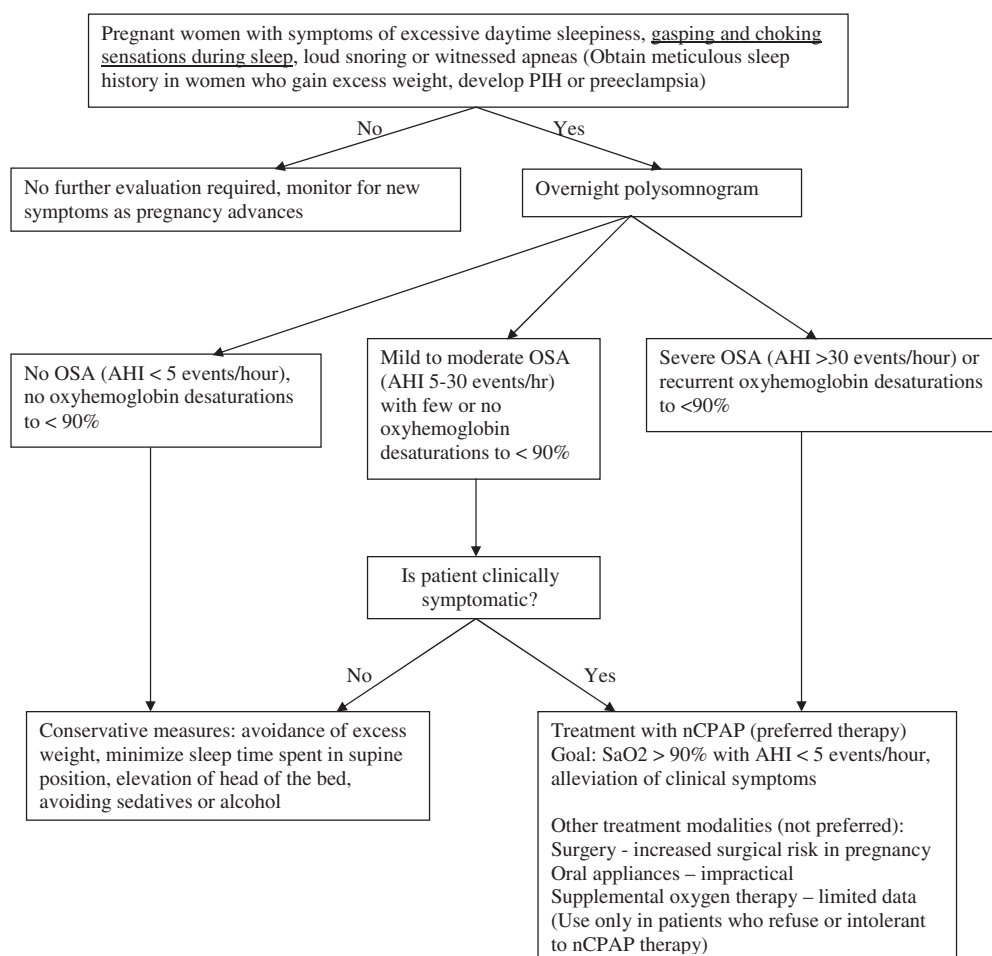 Pregnant women with symptoms of excessive daytime sleepiness, gasping and choking
sensations during sleep, loud snoring or witnessed apneas (Obtain meticulous sleep
history in women who gain excess weight, develop PIH or preeclampsia)
No
Yes
No further evaluation required, monitor for new
symptoms as pregnancy advances
Overnight polysomnogram
No OSA (AHI < 5 events/hour),
no oxyhemoglobin desaturations
to < 90%
Mild to moderate OSA
(AHI 5-30 events/hr)
with few or no
oxyhemoglobin
desaturations to < 90%
Severe OSA (AHI >30 events/hour) or
recurrent oxyhemoglobin desaturations
to <90%
Is patient clinically
symptomatic?
No
Yes
Conservative measures: avoidance of excess
weight, minimize sleep time spent in supine
position, elevation of head of the bed,
avoiding sedatives or alcohol
Treatment with nCPAP (preferred therapy)
Goal: SaO2 > 90% with AHI < 5 events/hour,
alleviation of clinical symptoms
Other treatment modalities (not preferred):
Surgery - increased surgical risk in pregnancy
Oral appliances – impractical
Supplemental oxygen therapy – limited data
(Use only in patients who refuse or intolerant
to nCPAP therapy)